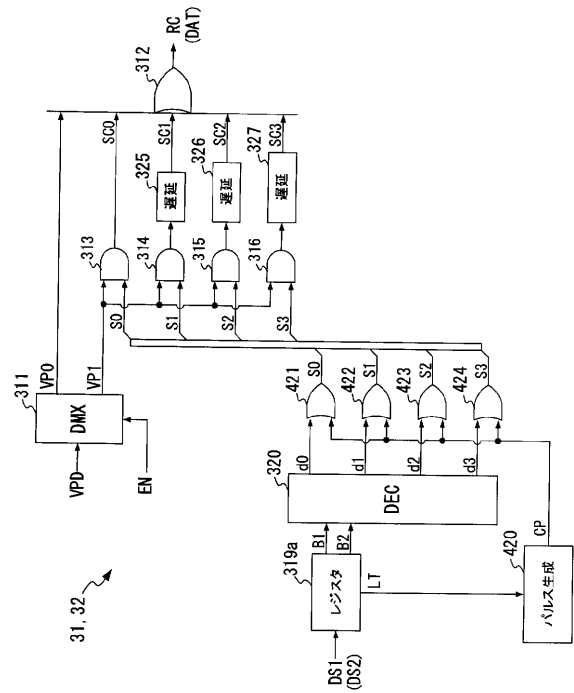 312
RC
(DAT)
SC0
SC1
SC2
SC3
325
遅延
326
遅延
327
遅延
313
314
315
316
VP0
VP1
311
DMX
VPD
EN
S0
S1
S2
S3
S0
S1
S2
S3
421
422
423
424
31, 32
320
DEC
d0
d1
d2
d3
B1
B2
319a
レジスタ
LT
DS1
(DS2)
CP
420
パルス生成